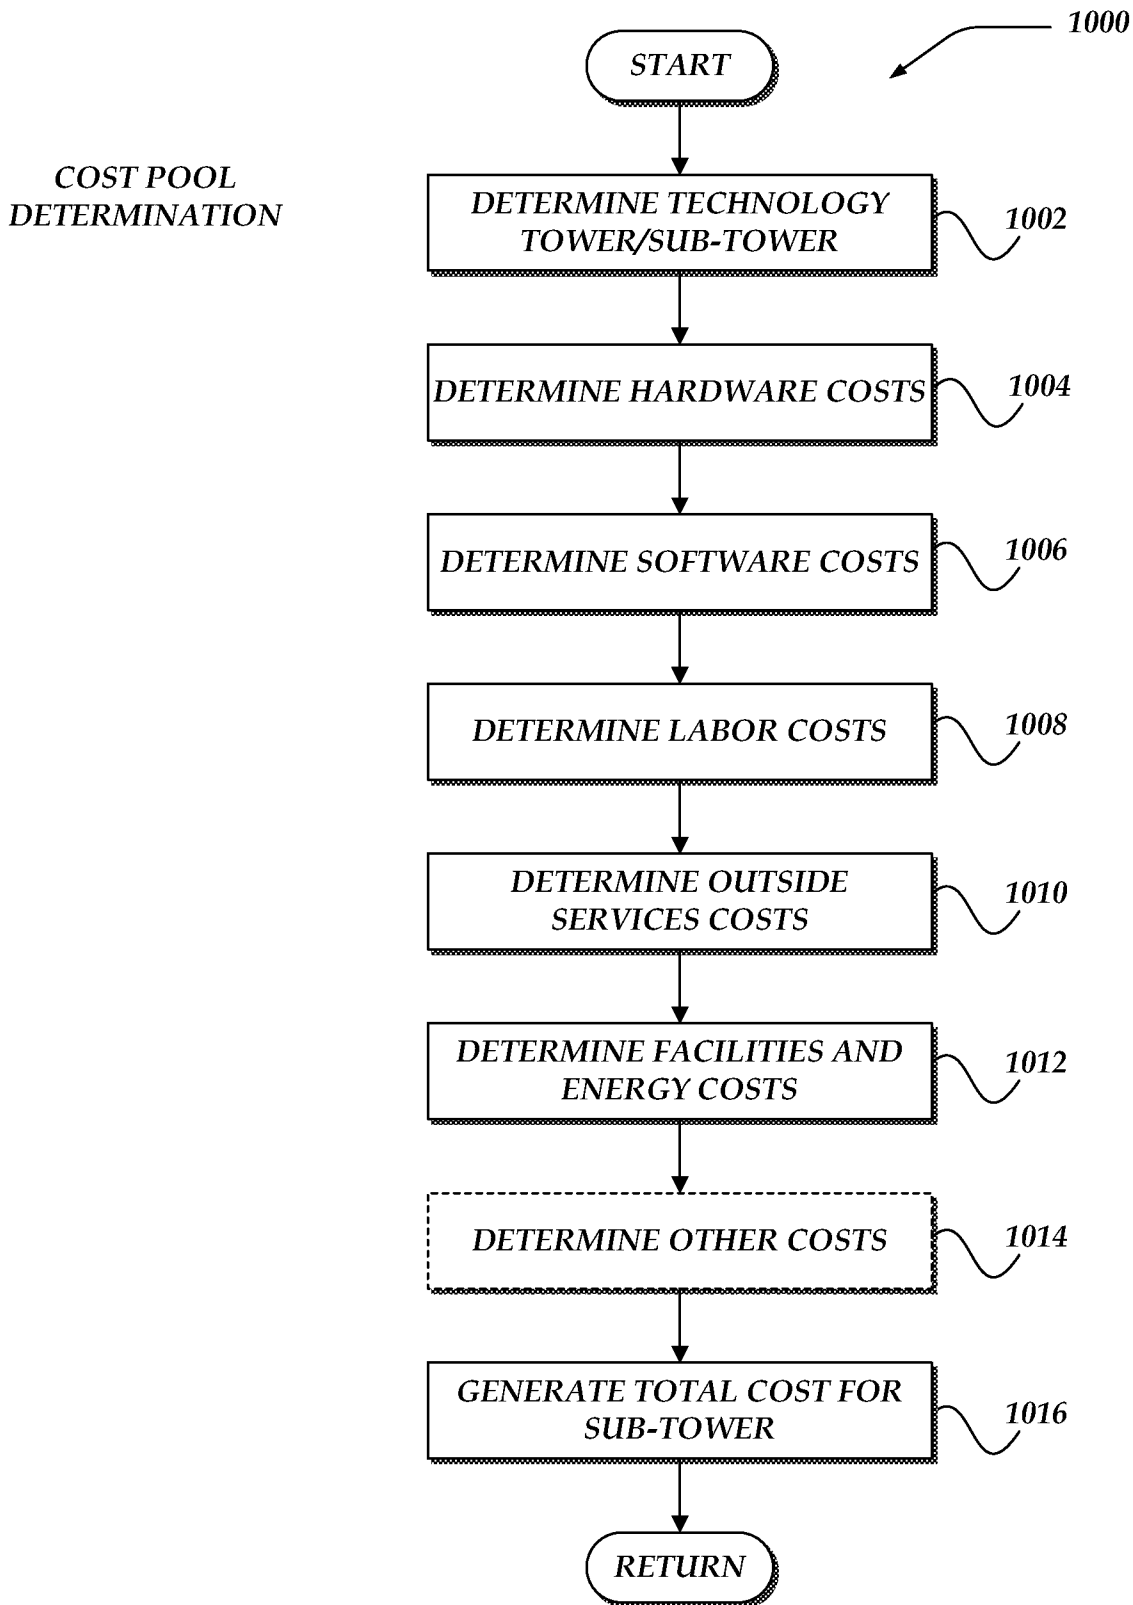 1000
START
COST POOL
DETERMINATION
DETERMINE TECHNOLOGY
TOWER/SUB-TOWER
1002
DETERMINE HARDWARE COSTS
1004
DETERMINE SOFTWARE COSTS
1006
DETERMINE LABOR COSTS
1008
DETERMINE OUTSIDE
SERVICES COSTS
1010
DETERMINE FACILITIES AND
ENERGY COSTS
1012
DETERMINE OTHER COSTS
1014
GENERATE TOTAL COST FOR
SUB-TOWER
1016
RETURN